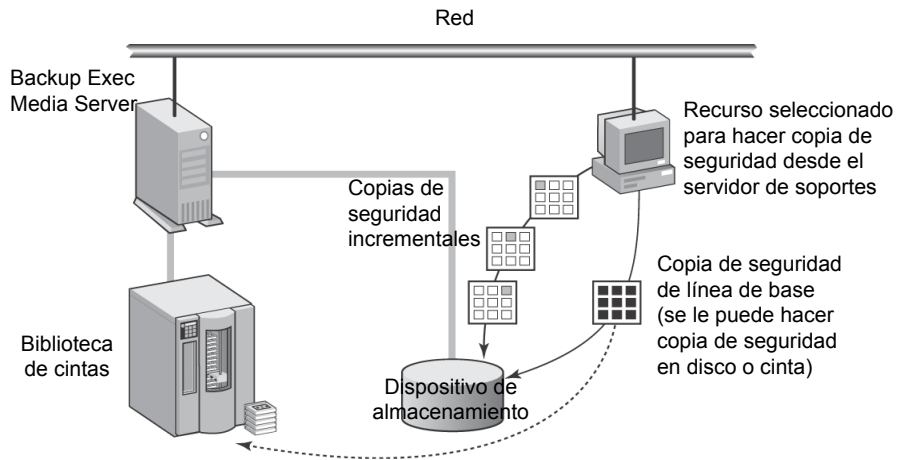 Red
Backup Exec
Media Server
Recurso seleccionado
para hacer copia de
seguridad desde el
servidor de soportes
Copias de
seguridad
incrementales
Copia de seguridad
de línea de base
(se le puede hacer
copia de seguridad
en disco o cinta)
Biblioteca
de cintas
Dispositivo de
almacenamiento